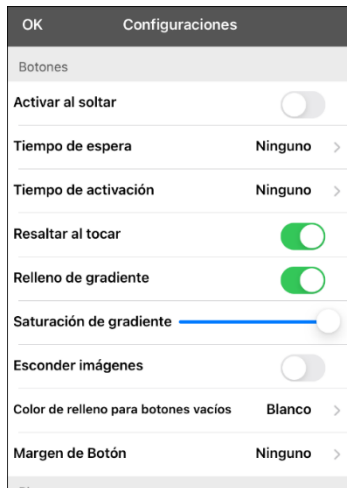 OK Configuraciones
Botones
Activar al soltar
Tiempo de espera Ninguno
Tiempo de activación Ninguno
Resaltar al tocar
Relleno de gradiente
Saturación de gradiente
Esconder imágenes
Color de relleno para botones vacíos Blanco
Margen de Botón Ninguno